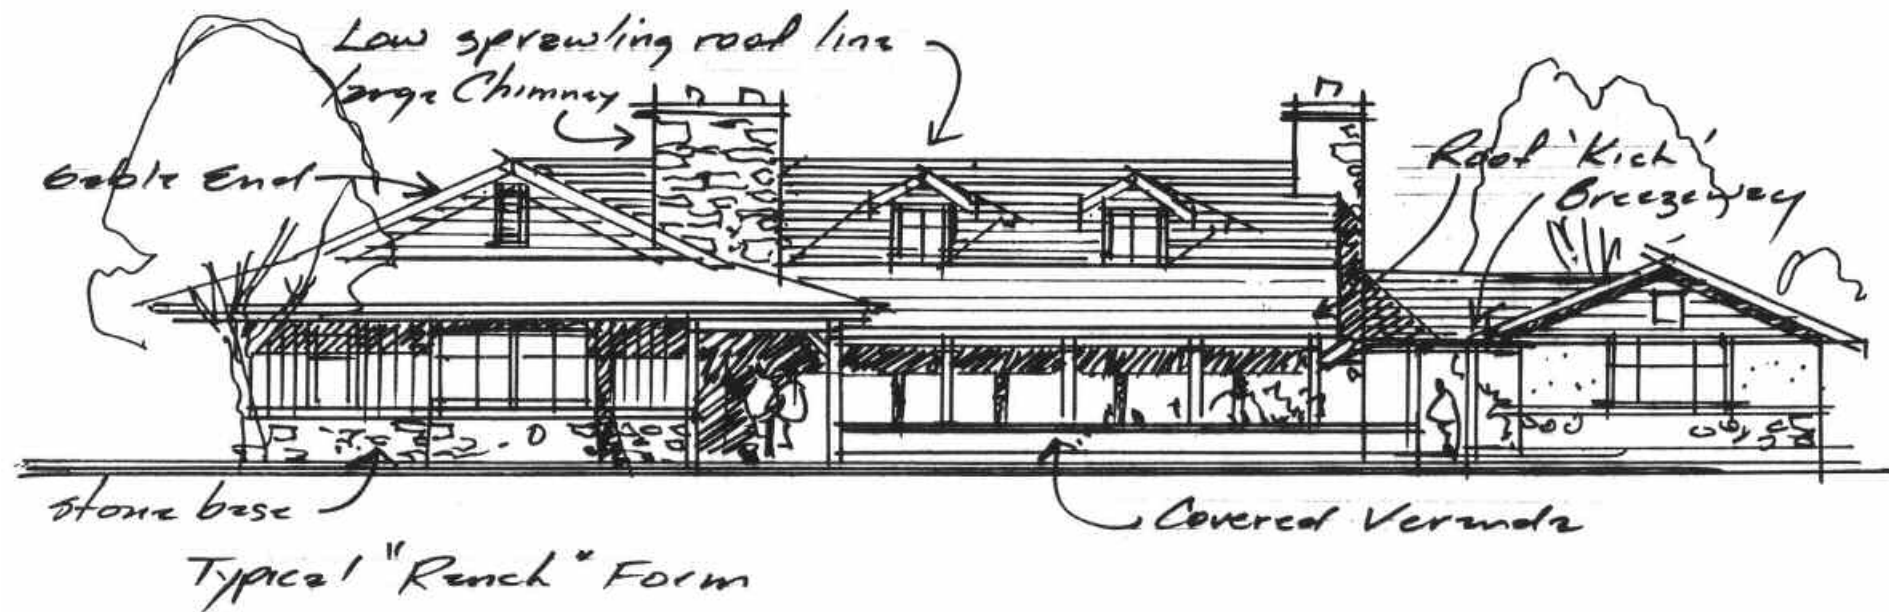 Low sprawling roof line
large Chimney
Gable End
Roof 'Kick'
Breezeway
stone base
Covered Veranda
Typical "Ranch" Form